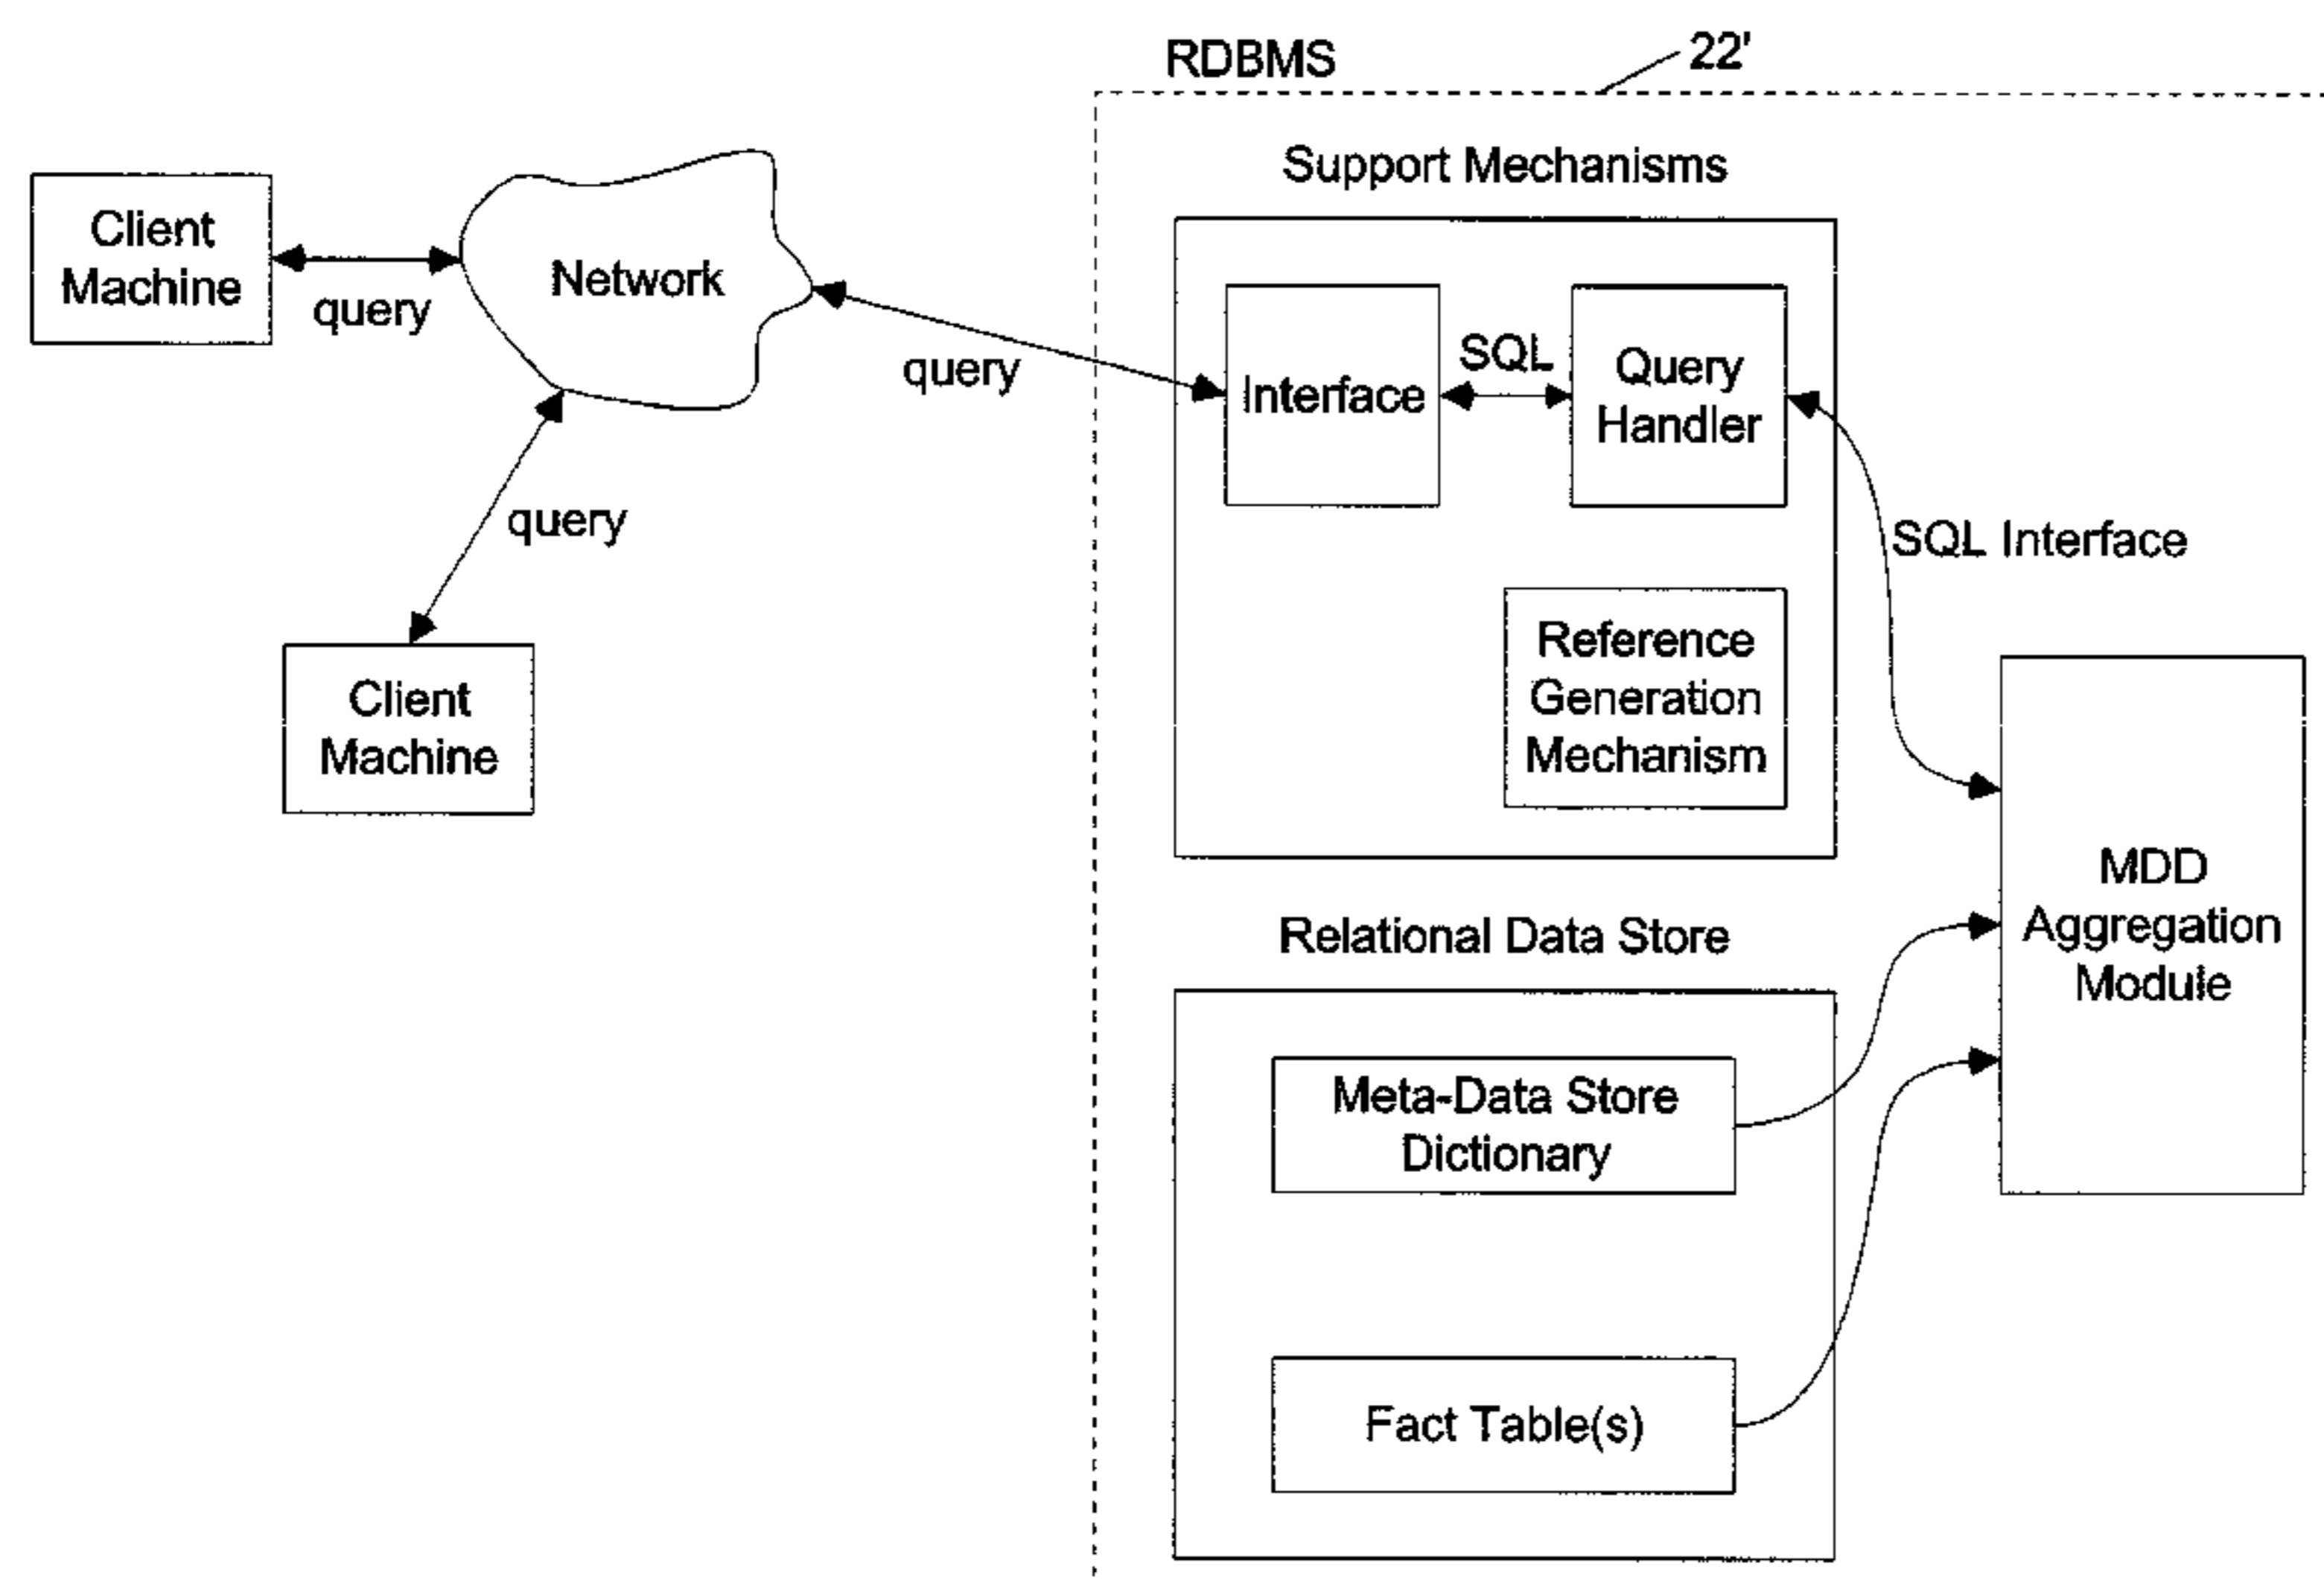 RDBMS
22'
Support Mechanisms
Client
Machine
query
Network
query
Interface
SQL
Query
Handler
query
SQL Interface
Client
Machine
Reference
Generation
Mechanism
MDD
Aggregation
Module
Relational Data Store
Meta-Data Store
Dictionary
Fact Table(s)